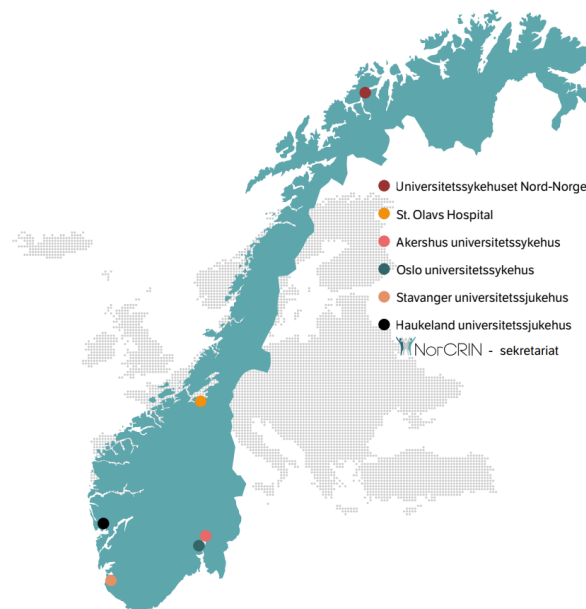 Universitetssykehuset Nord-Norge
St. Olavs Hospital
Akershus universitetssykehus
Oslo universitetssykehus
Stavanger universitetssjukehus
Haukeland universitetssjukehus
NorCRIN - sekretariat